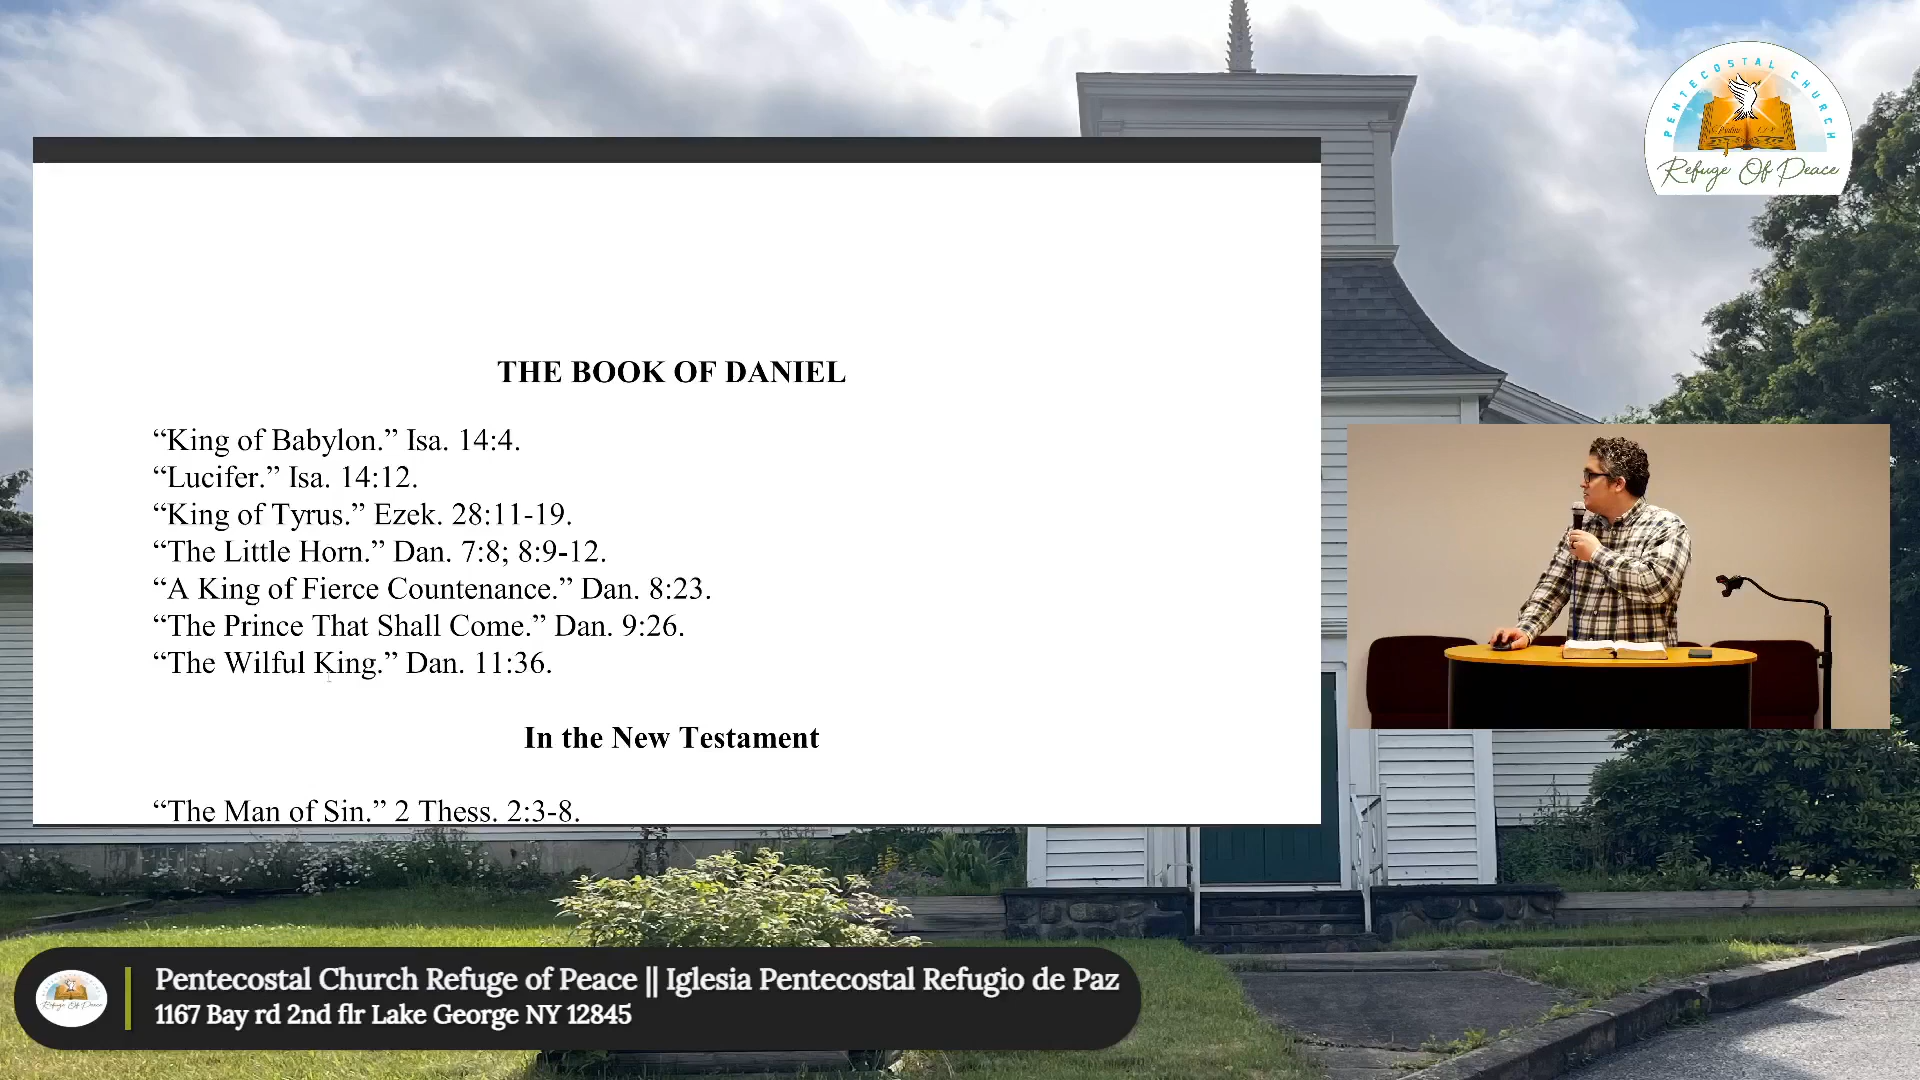 PENTECOSTAL CHURCH
Refuge Of Peace
THE BOOK OF DANIEL
“King of Babylon.” Isa. 14:4.
“Lucifer.” Isa. 14:12.
“King of Tyrus.” Ezek. 28:11-19.
“The Little Horn.” Dan. 7:8; 8:9-12.
“A King of Fierce Countenance.” Dan. 8:23.
“The Prince That Shall Come.” Dan. 9:26.
“The Wilful King.” Dan. 11:36.
In the New Testament
“The Man of Sin.” 2 Thess. 2:3-8.
Pentecostal Church Refuge of Peace || Iglesia Pentecostal Refugio de Paz
1167 Bay rd 2nd flr Lake George NY 12845